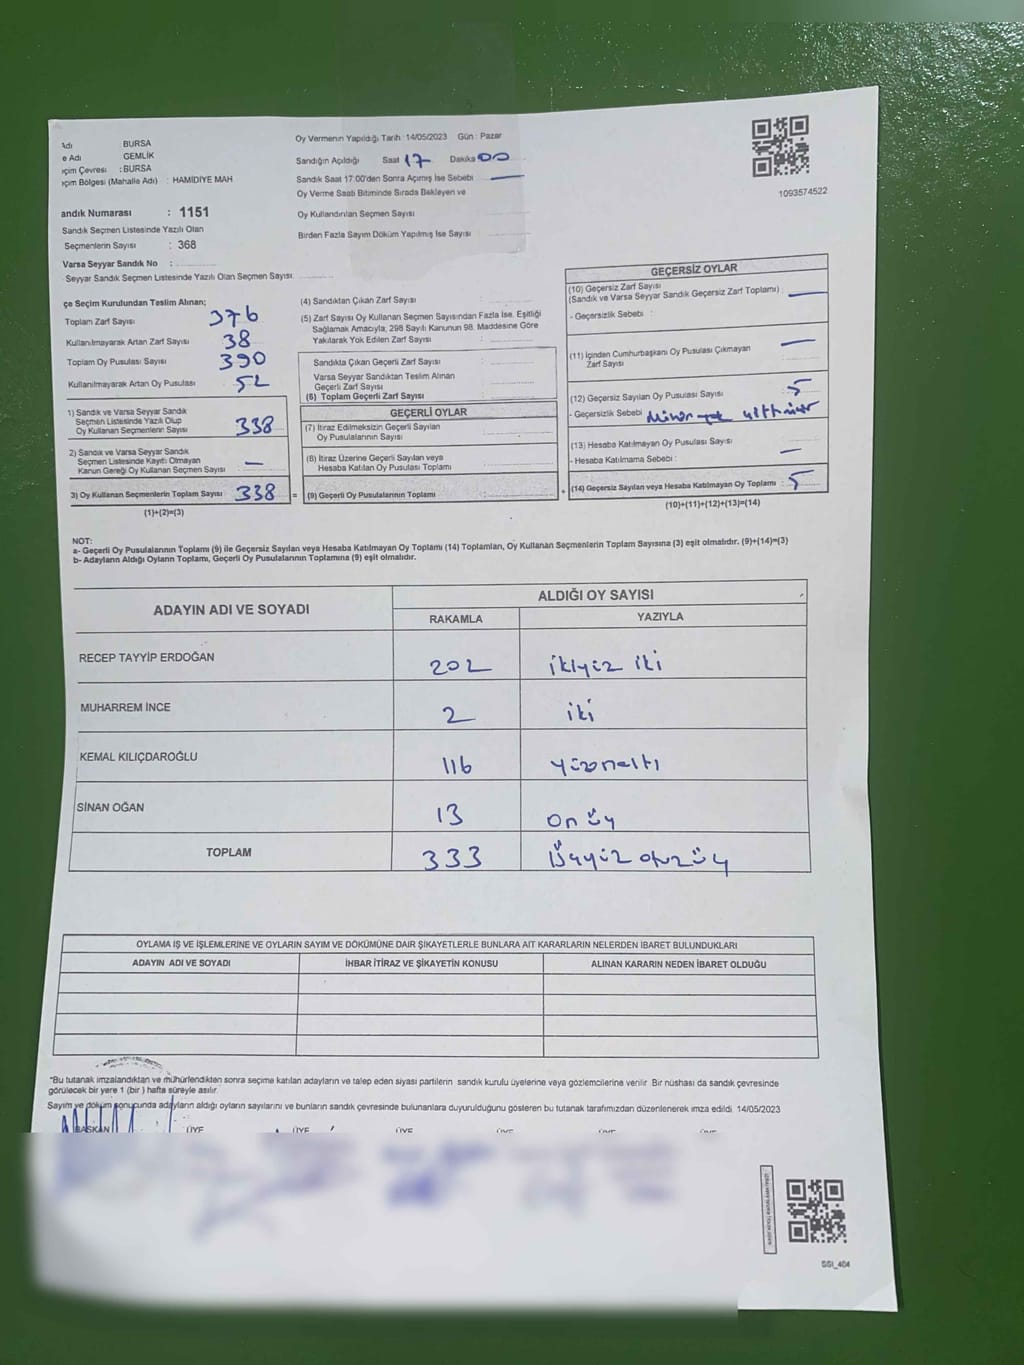 Adı : BURSA
e Adı GEMLİK
çim Çevresi : BURSA
çim Bölgesi (Mahalle Adı) : HAMİDİYE MAH
andık Numarası : 1151
Sandık Seçmen Listesinde Yazılı Olan
Seçmenlerin Sayısı : 368
Varsa Seyyar Sandık No :
Seyyar Sandık Seçmen Listesinde Yazılı Olan Seçmen Sayısı
Oy Vermenin Yapıldığı Tarih : 14/05/2023 Gün : Pazar
Sandığın Açıldığı Saat 17 Dakika 00
Sandık Saat 17:00'den Sonra Açılmış İse Sebebi —
Oy Verme Saati Bitiminde Sırada Bekleyen ve
Oy Kullandırılan Seçmen Sayısı
Birden Fazla Sayım Döküm Yapılmış İse Sayısı
1093574522
çe Seçim Kurulundan Teslim Alınan;
Toplam Zarf Sayısı 376
Kullanılmayarak Artan Zarf Sayısı 38
Toplam Oy Pusulası Sayısı 390
Kullanılmayarak Artan Oy Pusulası 52
1) Sandık ve Varsa Seyyar Sandık
Seçmen Listesinde Yazılı Olup
Oy Kullanan Seçmenlerin Sayısı 338
2) Sandık ve Varsa Seyyar Sandık
Seçmen Listesinde Kayıtlı Olmayan
Kanun Gereği Oy Kullanan Seçmen Sayısı —
3) Oy Kullanan Seçmenlerin Toplam Sayısı 338 =
(1)+(2)=(3)
(4) Sandıktan Çıkan Zarf Sayısı :
(5) Zarf Sayısı Oy Kullanan Seçmen Sayısından Fazla İse, Eşitliği
Sağlamak Amacıyla, 298 Sayılı Kanunun 98. Maddesine Göre
Yakılarak Yok Edilen Zarf Sayısı :
Sandıkta Çıkan Geçerli Zarf Sayısı
Varsa Seyyar Sandıktan Teslim Alınan
Geçerli Zarf Sayısı
(6) Toplam Geçerli Zarf Sayısı
GEÇERLİ OYLAR
(7) İtiraz Edilmeksizin Geçerli Sayılan
Oy Pusulalarının Sayısı
(8) İtiraz Üzerine Geçerli Sayılan veya
Hesaba Katılan Oy Pusulası Toplamı
(9) Geçerli Oy Pusulalarının Toplamı +
GEÇERSİZ OYLAR
(10) Geçersiz Zarf Sayısı
(Sandık ve Varsa Seyyar Sandık Geçersiz Zarf Toplamı) : —
- Geçersizlik Sebebi :
(11) İçinden Cumhurbaşkanı Oy Pusulası Çıkmayan
Zarf Sayısı —
(12) Geçersiz Sayılan Oy Pusulası Sayısı 5
- Geçersizlik Sebebi
(13) Hesaba Katılmayan Oy Pusulası Sayısı —
- Hesaba Katılmama Sebebi :
(14) Geçersiz Sayılan veya Hesaba Katılmayan Oy Toplamı : 5
(10)+(11)+(12)+(13)=(14)
NOT:
a- Geçerli Oy Pusulalarının Toplamı (9) ile Geçersiz Sayılan veya Hesaba Katılmayan Oy Toplamı (14) Toplamları, Oy Kullanan Seçmenlerin Toplam Sayısına (3) eşit olmalıdır. (9)+(14)=(3)
b- Adayların Aldığı Oyların Toplamı, Geçerli Oy Pusulalarının Toplamına (9) eşit olmalıdır.
ADAYIN ADI VE SOYADI ALDIĞI OY SAYISI
RAKAMLA YAZIYLA
RECEP TAYYİP ERDOĞAN 202 ikiyüz iki
MUHARREM İNCE 2 iki
KEMAL KILIÇDAROĞLU 116 yüzonaltı
SİNAN OĞAN 13 onüç
TOPLAM 333 üçyüz otuzüç
OYLAMA İŞ VE İŞLEMLERİNE VE OYLARIN SAYIM VE DÖKÜMÜNE DAİR ŞİKAYETLERLE BUNLARA AİT KARARLARIN NELERDEN İBARET BULUNDUKLARI
ADAYIN ADI VE SOYADI İHBAR İTİRAZ VE ŞİKAYETİN KONUSU ALINAN KARARIN NEDEN İBARET OLDUĞU
"Bu tutanak imzalandıktan ve mühürlendikten sonra seçime katılan adayların ve talep eden siyasi partilerin sandık kurulu üyelerine veya gözlemcilerine verilir. Bir nüshası da sandık çevresinde
görülecek bir yere 1 (bir) hafta süreyle asılır.
Sayım ve döküm sonucunda adayların aldığı oyların sayılarını ve bunların sandık çevresinde bulunanlara duyurulduğunu gösteren bu tutanak tarafımızdan düzenlenerek imza edildi. 14/05/2023
BAŞKAN ÜYE ÜYE ÜYE ÜYE
SSI_404